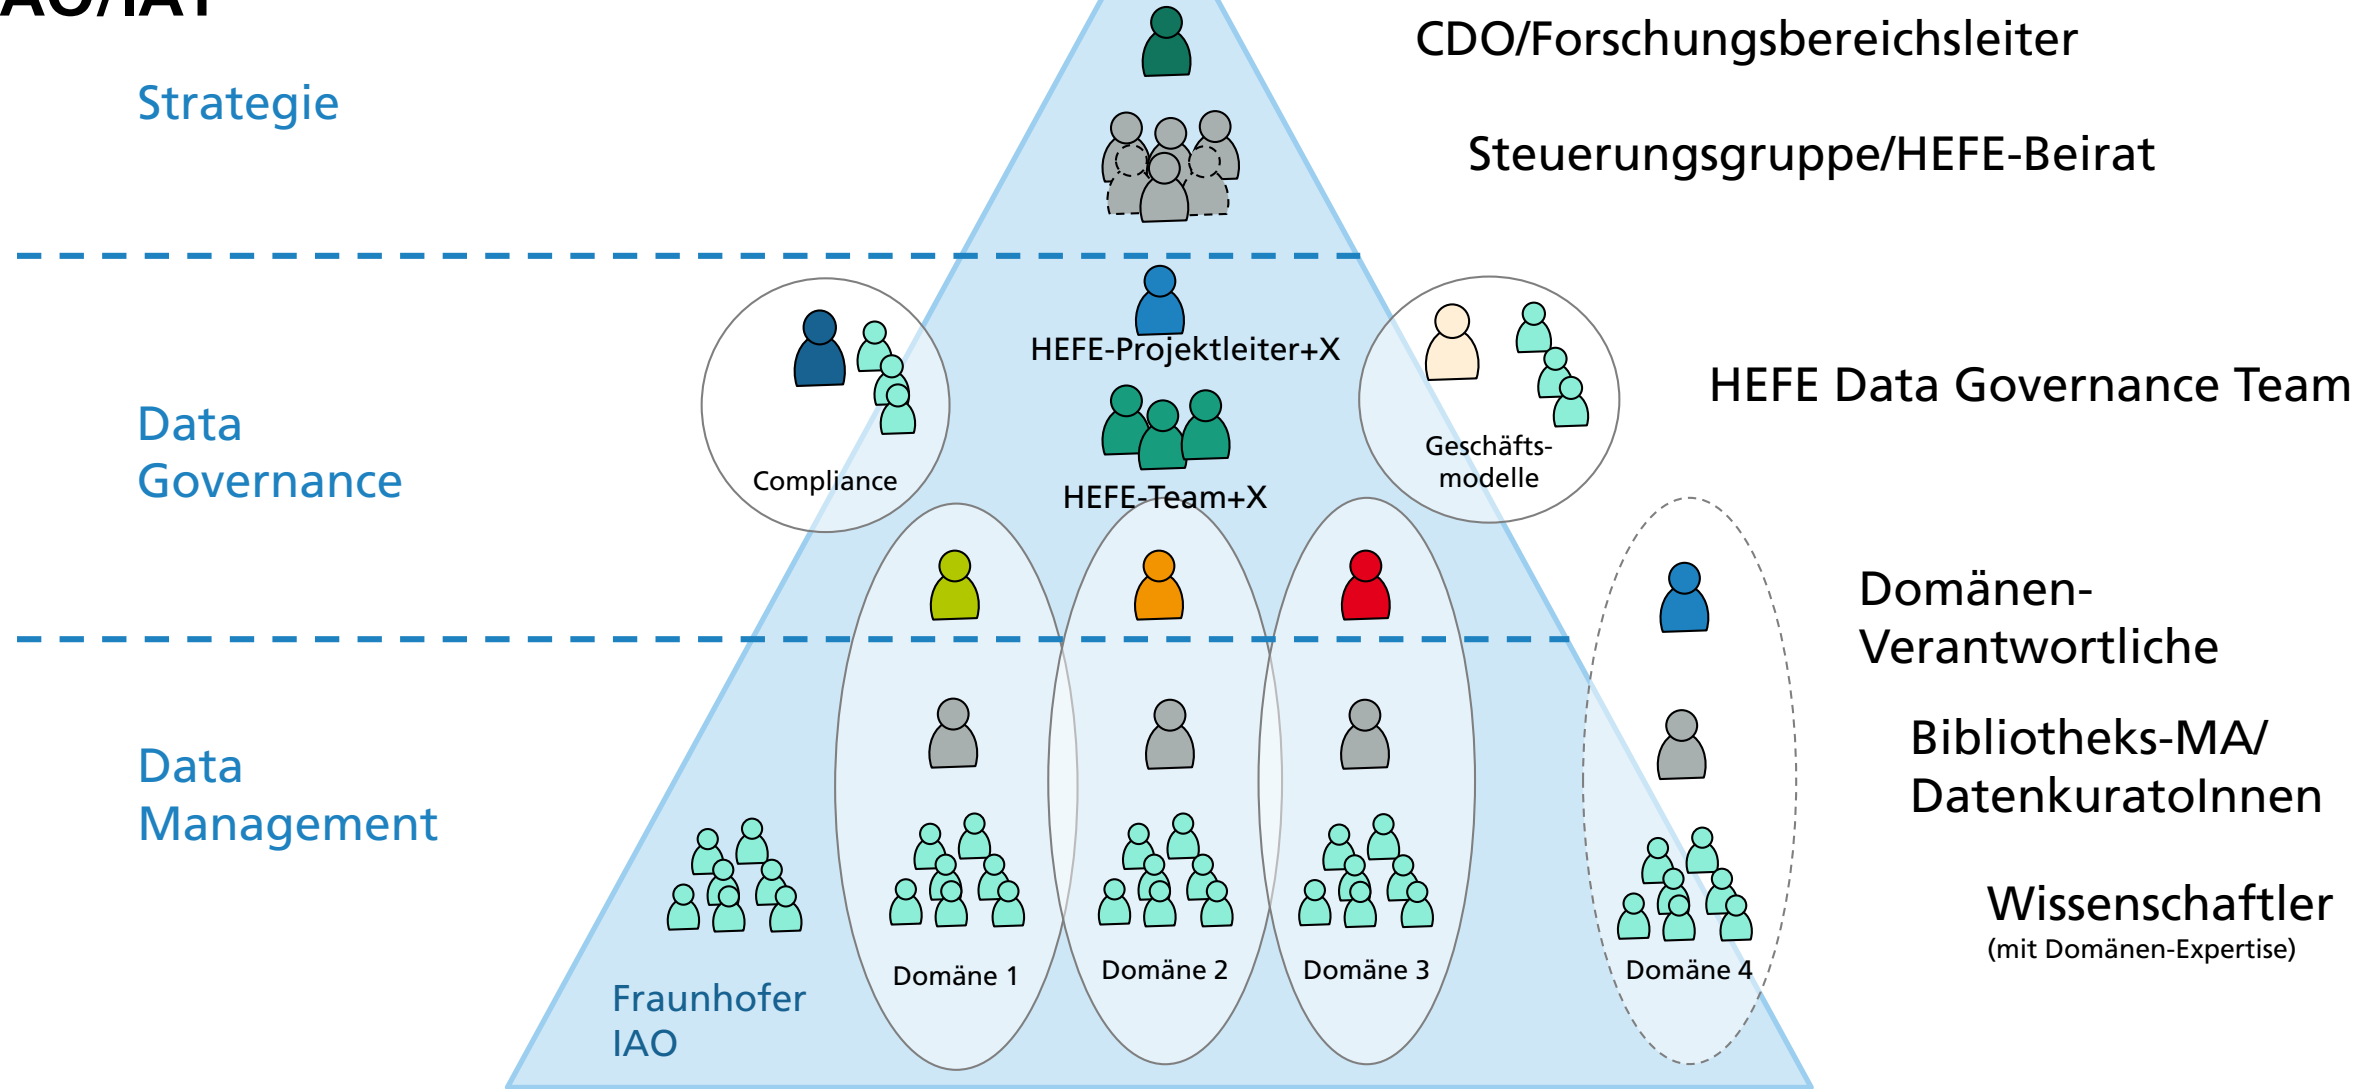 AO/IAT
CDO/Forschungsbereichsleiter
Strategie
Steuerungsgruppe/HEFE-Beirat
HEFE-Projektleiter+X
HEFE Data Governance Team
Data
Governance
Compliance
Geschäfts-
modelle
HEFE-Team+X
Domänen-
Verantwortliche
Data
Management
Bibliotheks-MA/
DatenkuratoInnen
Wissenschaftler
(mit Domänen-Expertise)
Domäne 1
Domäne 2
Domäne 3
Domäne 4
Fraunhofer
IAO